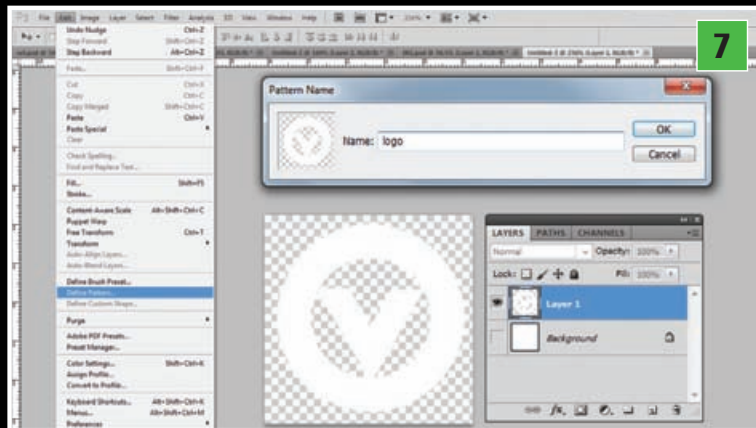 File Edit Image Layer Select Filter Analysis 3D View Window Help
7
Undo Nudge Ctrl+Z
Step Forward Shift+Ctrl+Z
Step Backward Alt+Ctrl+Z
Fade... Shift+Ctrl+F
Cut Ctrl+X
Copy Ctrl+C
Copy Merged Shift+Ctrl+C
Paste Ctrl+V
Paste Special
Clear
Check Spelling...
Find and Replace Text...
Fill... Shift+F5
Stroke...
Content-Aware Scale Alt+Shift+Ctrl+C
Puppet Warp
Free Transform Ctrl+T
Transform
Auto-Align Layers...
Auto-Blend Layers...
Define Brush Preset...
Define Pattern...
Define Custom Shape...
Purge
Adobe PDF Presets...
Preset Manager...
Color Settings... Shift+Ctrl+K
Assign Profile...
Convert to Profile...
Keyboard Shortcuts... Alt+Shift+Ctrl+K
Menus... Alt+Shift+Ctrl+M
Preferences
Pattern Name
Name: logo
OK
Cancel
LAYERS PATHS CHANNELS
Normal Opacity: 100%
Lock: Fill: 100%
Layer 1
Background
fx